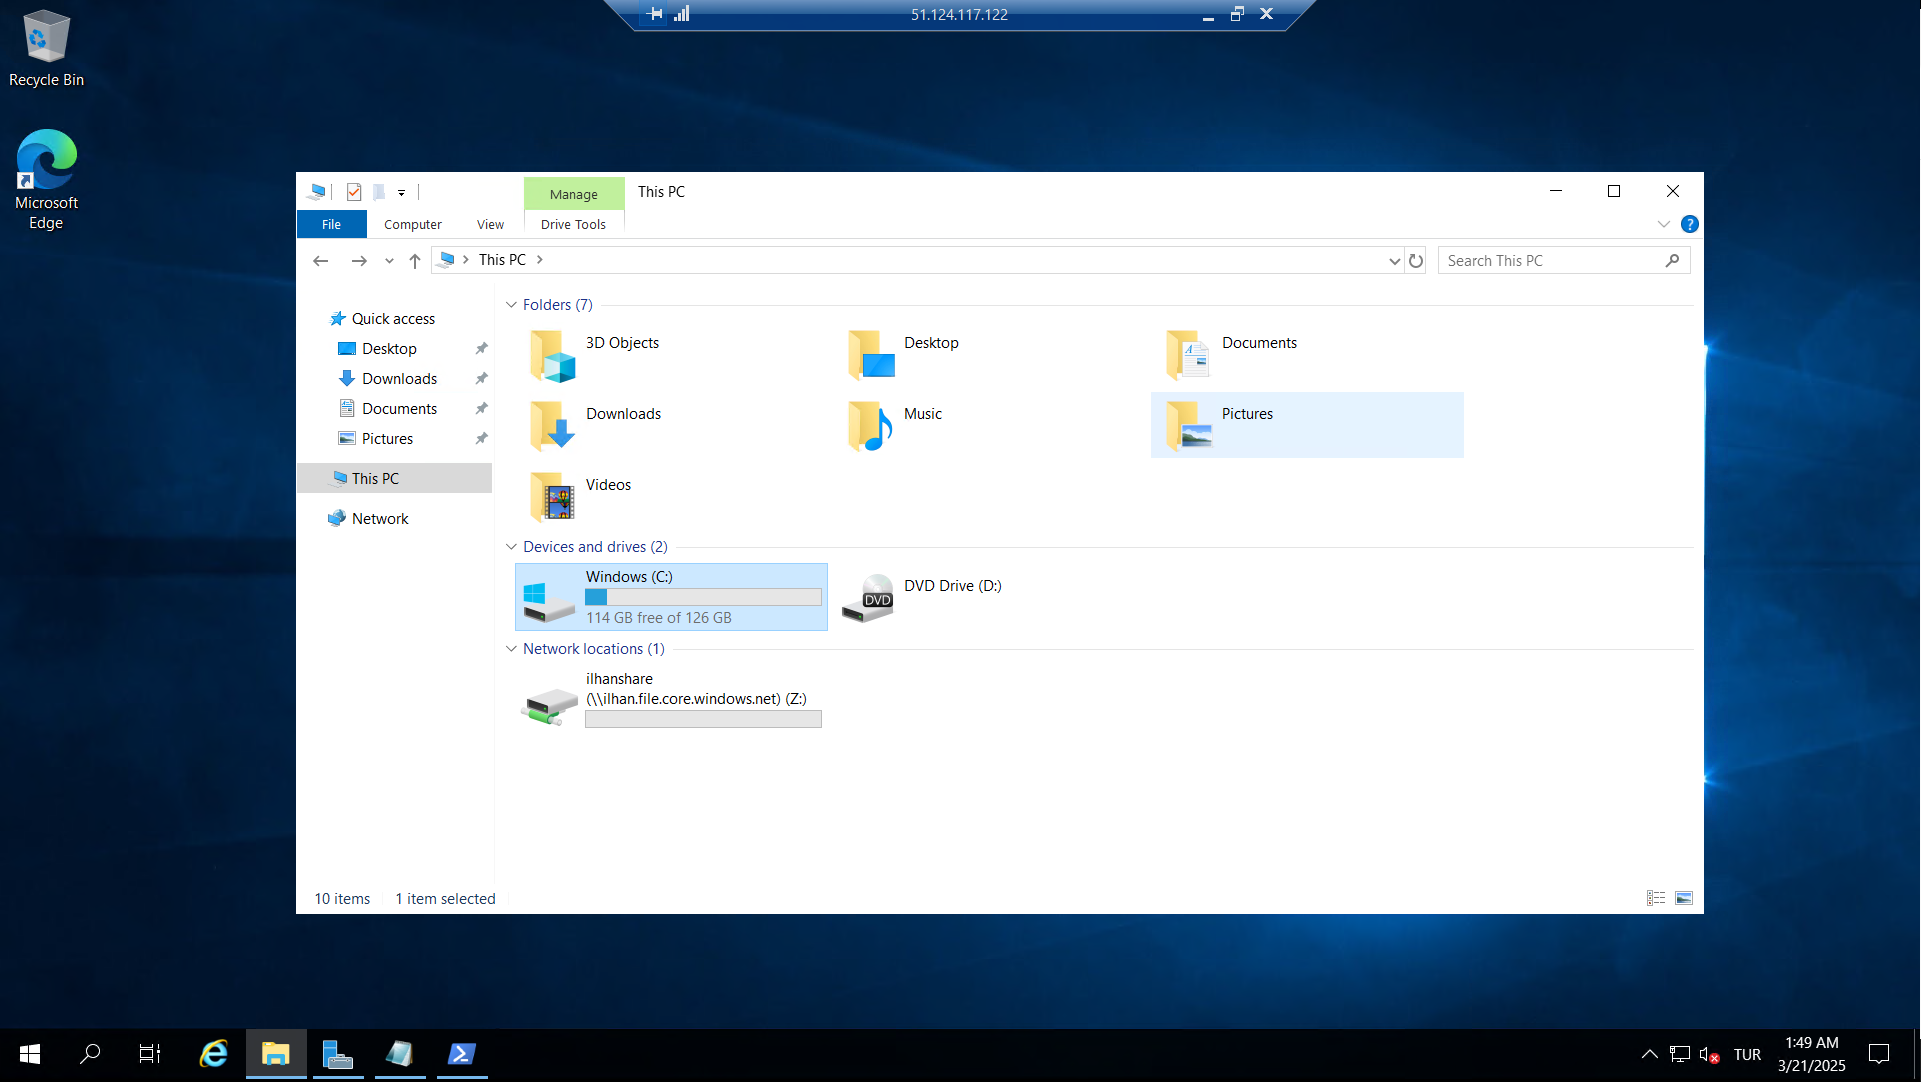 51.124.117.122
Recycle Bin
Microsoft
Edge
Manage
This PC
File
Computer
View
Drive Tools
?
This PC
Search This PC
Quick access
Desktop
Downloads
Documents
Pictures
This PC
Network
Folders (7)
3D Objects
Desktop
Documents
Downloads
Music
Pictures
Videos
Devices and drives (2)
Windows (C:)
114 GB free of 126 GB
DVD
DVD Drive (D:)
Network locations (1)
ilhanshare
(\\ilhan.file.core.windows.net) (Z:)
10 items
1 item selected
TUR
1:49 AM
3/21/2025